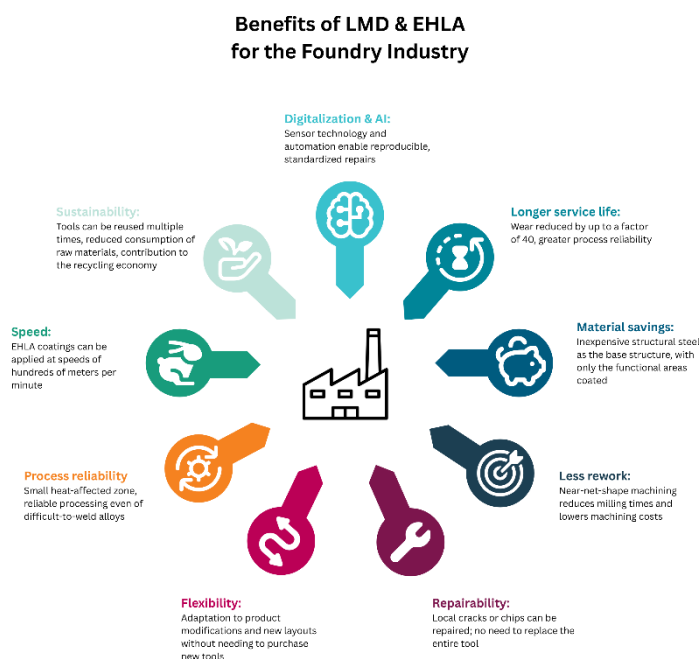 Benefits of LMD & EHLA
for the Foundry Industry
Digitalization & AI:
Sensor technology and
automation enable reproducible,
standardized repairs
Sustainability:
Tools can be reused multiple
times, reduced consumption of
raw materials, contribution to
the recycling economy
Longer service life:
Wear reduced by up to a factor
of 40, greater process reliability
Speed:
EHLA coatings can be
applied at speeds of
hundreds of meters per
minute
Material savings:
Inexpensive structural steel
as the base structure, with
only the functional areas
coated
Process reliability
Small heat-affected zone,
reliable processing even of
difficult-to-weld alloys
Less rework:
Near-net-shape machining
reduces milling times and
lowers machining costs
Flexibility:
Adaptation to product
modifications and new layouts
without needing to purchase
new tools
Repairability:
Local cracks or chips can be
repaired; no need to replace the
entire tool